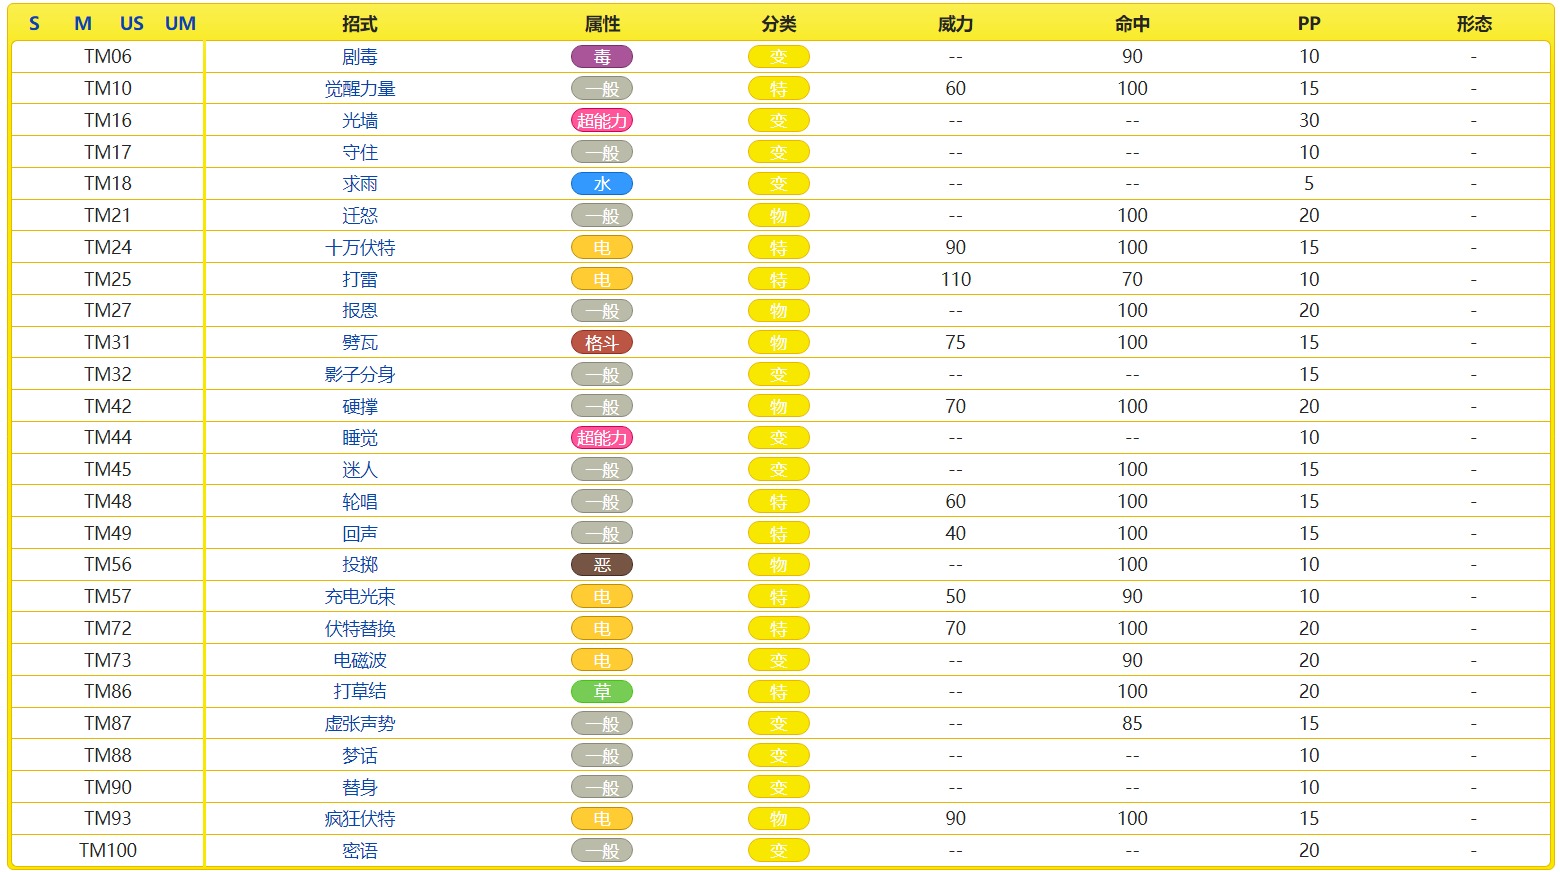 S M US UM 招式 属性 分类 威力 命中 PP 形态
TM06 剧毒 毒 变 -- 90 10 -
TM10 觉醒力量 一般 特 60 100 15 -
TM16 光墙 超能力 变 -- -- 30 -
TM17 守住 一般 变 -- -- 10 -
TM18 求雨 水 变 -- -- 5 -
TM21 迁怒 一般 物 -- 100 20 -
TM24 十万伏特 电 特 90 100 15 -
TM25 打雷 电 特 110 70 10 -
TM27 报恩 一般 物 -- 100 20 -
TM31 劈瓦 格斗 物 75 100 15 -
TM32 影子分身 一般 变 -- -- 15 -
TM42 硬撑 一般 物 70 100 20 -
TM44 睡觉 超能力 变 -- -- 10 -
TM45 迷人 一般 变 -- 100 15 -
TM48 轮唱 一般 特 60 100 15 -
TM49 回声 一般 特 40 100 15 -
TM56 投掷 恶 物 -- 100 10 -
TM57 充电光束 电 特 50 90 10 -
TM72 伏特替换 电 特 70 100 20 -
TM73 电磁波 电 变 -- 90 20 -
TM86 打草结 草 特 -- 100 20 -
TM87 虚张声势 一般 变 -- 85 15 -
TM88 梦话 一般 变 -- -- 10 -
TM90 替身 一般 变 -- -- 10 -
TM93 疯狂伏特 电 物 90 100 15 -
TM100 密语 一般 变 -- -- 20 -